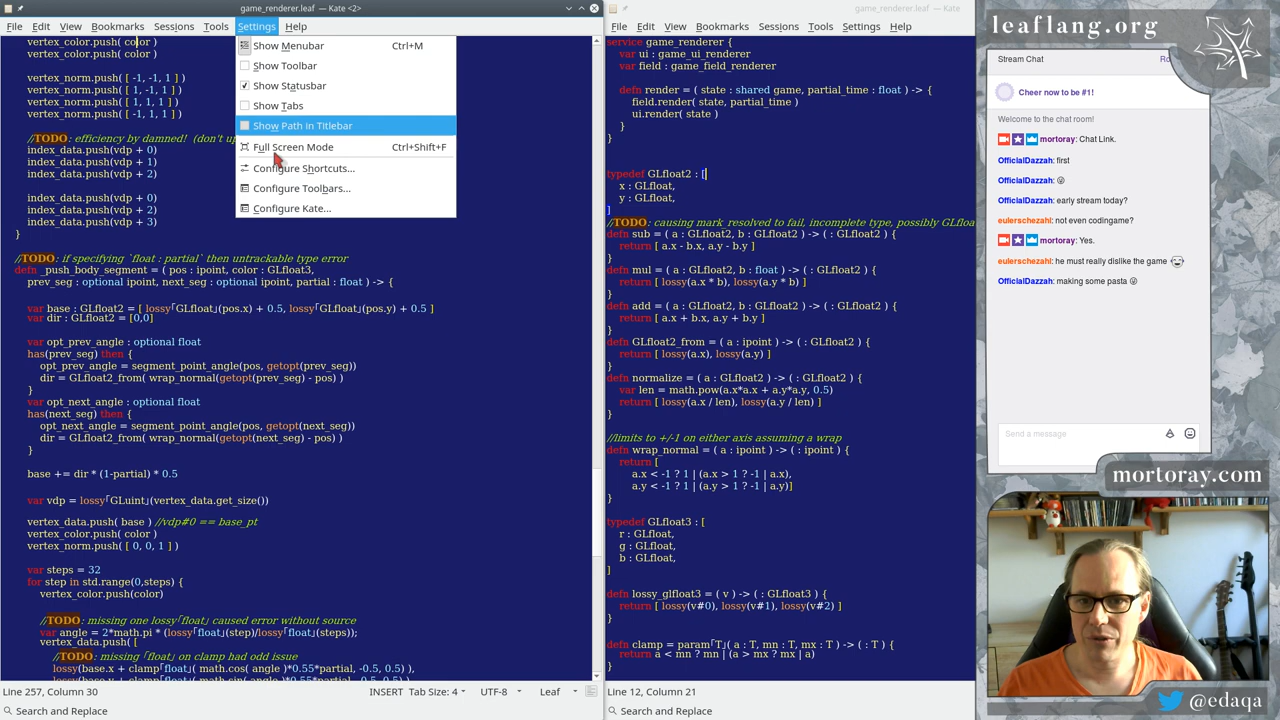 game_renderer.leaf — Kate <2>
File Edit View Bookmarks Sessions Tools Settings Help
vertex_color.push( color )
vertex_color.push( color )
vertex_norm.push( [ -1, -1, 1 ] )
vertex_norm.push( [ 1, -1, 1 ] )
vertex_norm.push( [ 1, 1, 1 ] )
vertex_norm.push( [ -1, 1, 1 ] )
//TODO: efficiency by damned! (don't up
index_data.push(vdp + 0)
index_data.push(vdp + 1)
index_data.push(vdp + 2)
index_data.push(vdp + 0)
index_data.push(vdp + 2)
index_data.push(vdp + 3)
}
//TODO: if specifying `float : partial` then untrackable type error
defn _push_body_segment = ( pos : ipoint, color : GLfloat3,
prev_seg : optional ipoint, next_seg : optional ipoint, partial : float ) -> {
var base : GLfloat2 = [ lossy｢GLfloat｣(pos.x) + 0.5, lossy｢GLfloat｣(pos.y) + 0.5 ]
var dir : GLfloat2 = [0,0]
var opt_prev_angle : optional float
has(prev_seg) then {
opt_prev_angle = segment_point_angle(pos, getopt(prev_seg))
dir = GLfloat2_from( wrap_normal(getopt(prev_seg) - pos) )
}
var opt_next_angle : optional float
has(next_seg) then {
opt_next_angle = segment_point_angle(pos, getopt(next_seg))
dir = GLfloat2_from( wrap_normal(getopt(next_seg) - pos) )
}
base += dir * (1-partial) * 0.5
var vdp = lossy｢GLuint｣(vertex_data.get_size())
vertex_data.push( base ) //vdp#0 == base_pt
vertex_color.push( color )
vertex_norm.push( [ 0, 0, 1 ] )
var steps = 32
for step in std.range(0,steps) {
vertex_color.push(color)
//TODO: missing one lossy｢float｣ caused error without source
var angle = 2*math.pi * (lossy｢float｣(step)/lossy｢float｣(steps));
vertex_data.push( [
//TODO: missing ｢float｣ on clamp had odd issue
lossy(base.x + clamp｢float｣( math.cos( angle )*0.55*partial, -0.5, 0.5) ),
lossy(base.y + clamp｢float｣( math.sin( angle )*0.55*partial, -0.5, 0.5) )
Line 257, Column 30 INSERT Tab Size: 4 UTF-8 Leaf
Search and Replace
Show Menubar Ctrl+M
Show Toolbar
Show Statusbar
Show Tabs
Show Path in Titlebar
Full Screen Mode Ctrl+Shift+F
Configure Shortcuts...
Configure Toolbars...
Configure Kate...
game_renderer.leaf — Kate
File Edit View Bookmarks Sessions Tools Settings Help
service game_renderer {
var ui : game_ui_renderer
var field : game_field_renderer
defn render = ( state : shared game, partial_time : float ) -> {
field.render( state, partial_time )
ui.render( state )
}
}
typedef GLfloat2 : [
x : GLfloat,
y : GLfloat,
]
//TODO: causing mark_resolved to fail, incomplete type, possibly GLfloa
defn sub = ( a : GLfloat2, b : GLfloat2 ) -> ( : GLfloat2 ) {
return [ a.x - b.x, a.y - b.y ]
}
defn mul = ( a : GLfloat2, b : float ) -> ( : GLfloat2 ) {
return [ lossy(a.x * b), lossy(a.y * b) ]
}
defn add = ( a : GLfloat2, b : GLfloat2 ) -> ( : GLfloat2 ) {
return [ a.x + b.x, a.y + b.y ]
}
defn GLfloat2_from = ( a : ipoint ) -> ( : GLfloat2 ) {
return [ lossy(a.x), lossy(a.y) ]
}
defn normalize = ( a : GLfloat2 ) -> ( : GLfloat2 ) {
var len = math.pow(a.x*a.x + a.y*a.y, 0.5)
return [ lossy(a.x / len), lossy(a.y / len) ]
}
//limits to +/-1 on either axis assuming a wrap
defn wrap_normal = ( a : ipoint ) -> ( : ipoint ) {
return [
a.x < -1 ? 1 | (a.x > 1 ? -1 | a.x),
a.y < -1 ? 1 | (a.y > 1 ? -1 | a.y)]
}
typedef GLfloat3 : [
r : GLfloat,
g : GLfloat,
b : GLfloat,
]
defn lossy_glfloat3 = ( v ) -> ( : GLfloat3 ) {
return [ lossy(v#0), lossy(v#1), lossy(v#2) ]
}
defn clamp = param｢T｣( a : T, mn : T, mx : T ) -> ( : T ) {
return a < mn ? mn | (a > mx ? mx | a)
}
Line 12, Column 21
Search and Replace
leaflang.org
Stream Chat Ro
Cheer now to be #1!
Welcome to the chat room!
mortoray: Chat Link.
OfficialDazzah: first
OfficialDazzah:
OfficialDazzah: early stream today?
eulerschezahl: not even codingame?
mortoray: Yes.
eulerschezahl: he must really dislike the game
OfficialDazzah: making some pasta
Send a message
mortoray.com
@edaqa